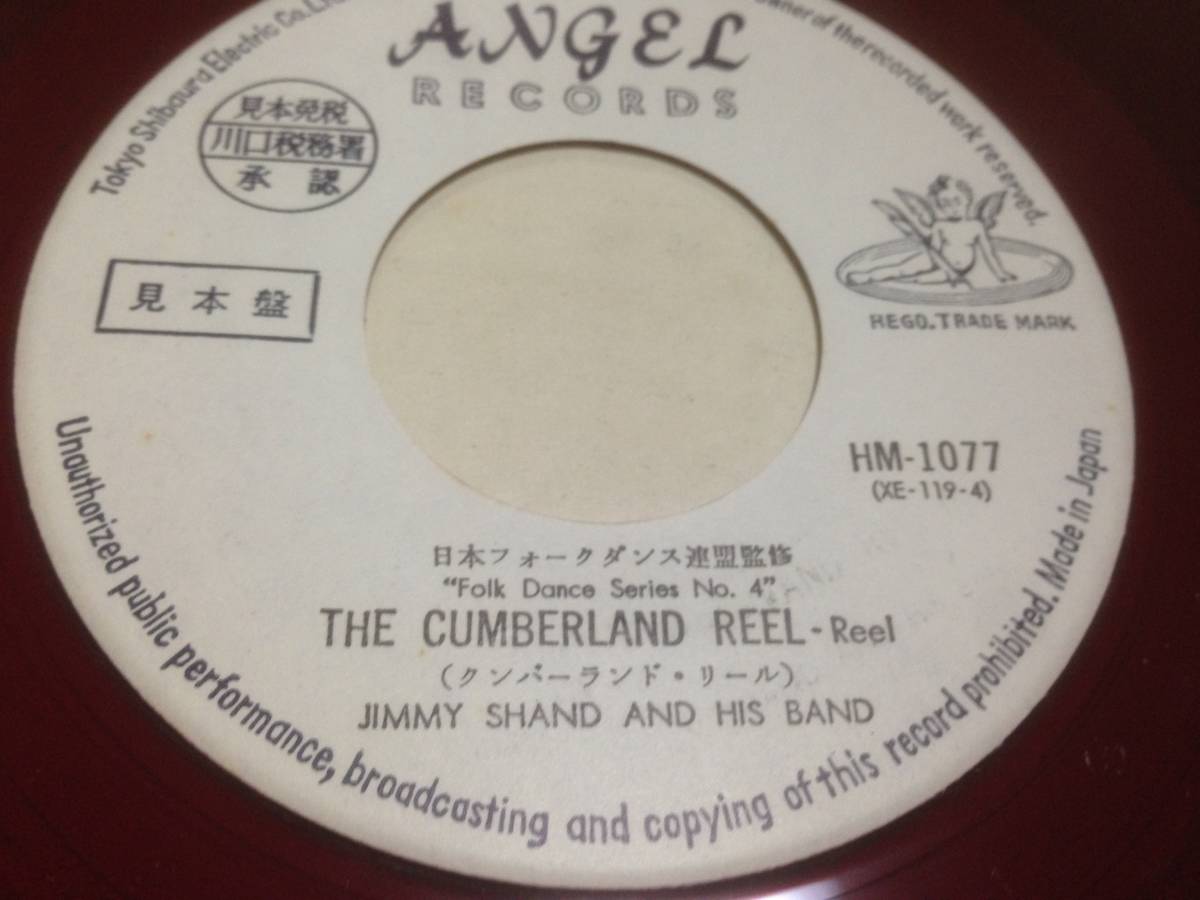 Tokyo Shibaura Electric Co. Lt
owner of the recorded work reserved.
ANGEL
RECORDS
見本発税
川口税務署
承認
見本盤
REGD. TRADE MARK
HM-1077
(XE-119-4)
日本フォークダンス連盟監修
"Folk Dance Series No. 4"
THE CUMBERLAND REEL - Reel
(クンバーランド・リール)
JIMMY SHAND AND HIS BAND
Unauthorized public performance, broadcasting and copying of this record prohibited. Made in Japan